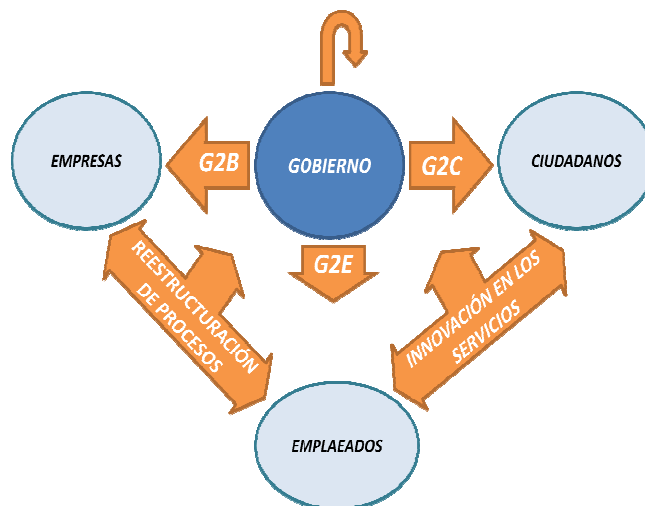 EMPRESAS
G2B
GOBIERNO
G2C
CIUDADANOS
G2E
REESTRUCTURACIÓN
DE PROCESOS
INNOVACIÓN EN LOS
SERVICIOS
EMPLAEADOS